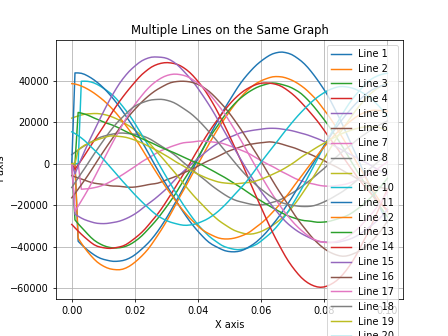 Multiple Lines on the Same Graph
40000
20000
0
−20000
−40000
−60000
0.00
0.02
0.04
0.06
0.08
X axis
axis
Line 1
Line 2
Line 3
Line 4
Line 5
Line 6
Line 7
Line 8
Line 9
Line 10
Line 11
Line 12
Line 13
Line 14
Line 15
Line 16
Line 17
Line 18
Line 19
Line 20